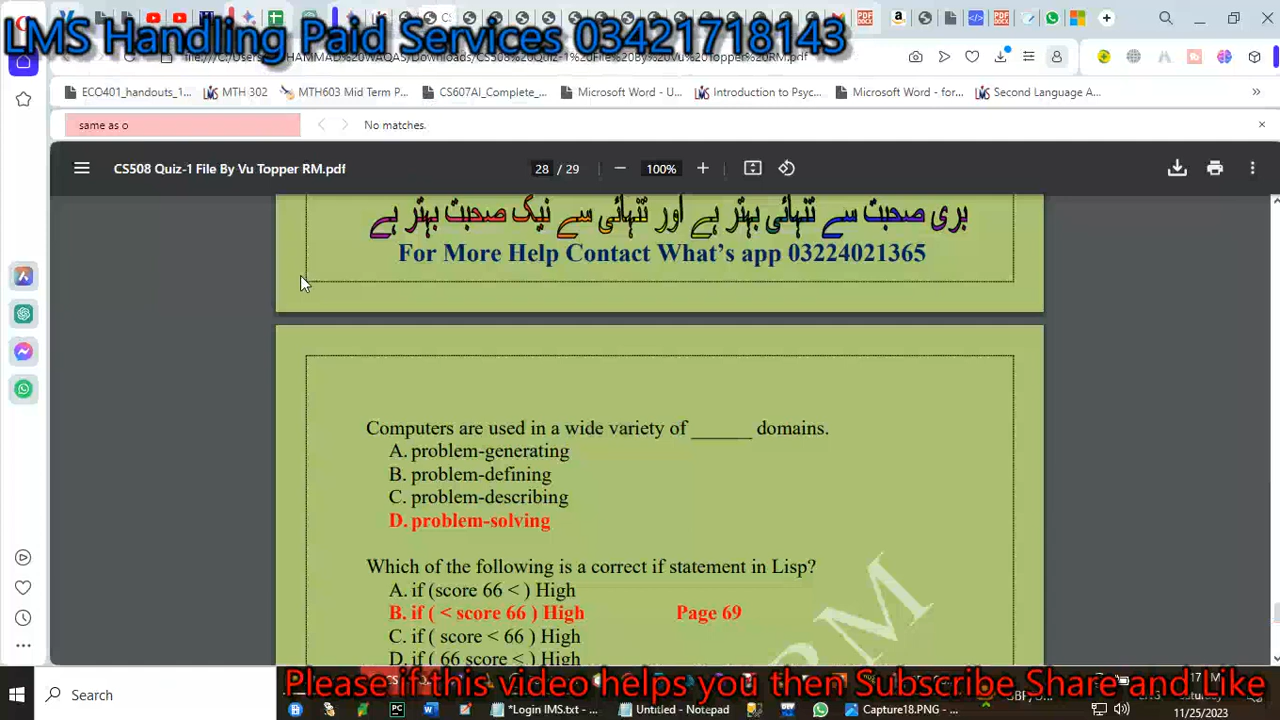 LMS Handling Paid Services 03421718143
ECO401_handouts_1...
MTH 302
MTH603 Mid Term P...
CS607AI_Complete_...
Microsoft Word - U...
Introduction to Psyc...
Microsoft Word - for...
Second Language A...
same as o
No matches.
CS508 Quiz-1 File By Vu Topper RM.pdf
28 / 29
100%
بری صحبت سے تنہائی بہتر ہے اور تنہائی سے نیک صحبت بہتر ہے
For More Help Contact What's app 03224021365
Computers are used in a wide variety of ______ domains.
A. problem-generating
B. problem-defining
C. problem-describing
D. problem-solving
Which of the following is a correct if statement in Lisp?
A. if (score 66 < ) High
B. if ( < score 66 ) High Page 69
C. if ( score < 66 ) High
D. if ( 66 score < ) High
Please if this video helps you then Subscribe Share and Like
Search
*Login IMS.txt - ...
Untitled - Notepad
Capture18.PNG - ...
11/25/2023